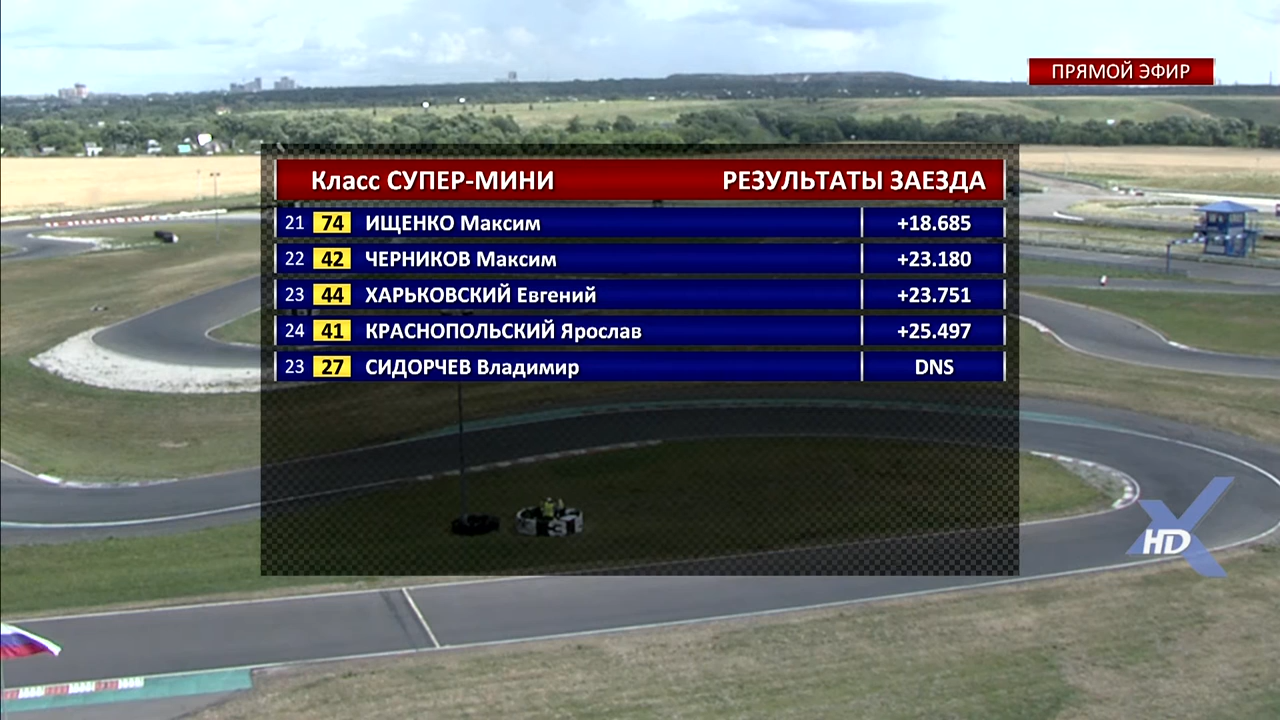 ПРЯМОЙ ЭФИР
Класс СУПЕР-МИНИ РЕЗУЛЬТАТЫ ЗАЕЗДА
21 74 ИЩЕНКО Максим +18.685
22 42 ЧЕРНИКОВ Максим +23.180
23 44 ХАРЬКОВСКИЙ Евгений +23.751
24 41 КРАСНОПОЛЬСКИЙ Ярослав +25.497
23 27 СИДОРЧЕВ Владимир DNS
X HD